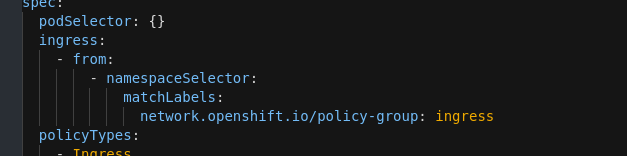 spec:
podSelector: {}
ingress:
- from:
- namespaceSelector:
matchLabels:
network.openshift.io/policy-group: ingress
policyTypes:
- Ingress